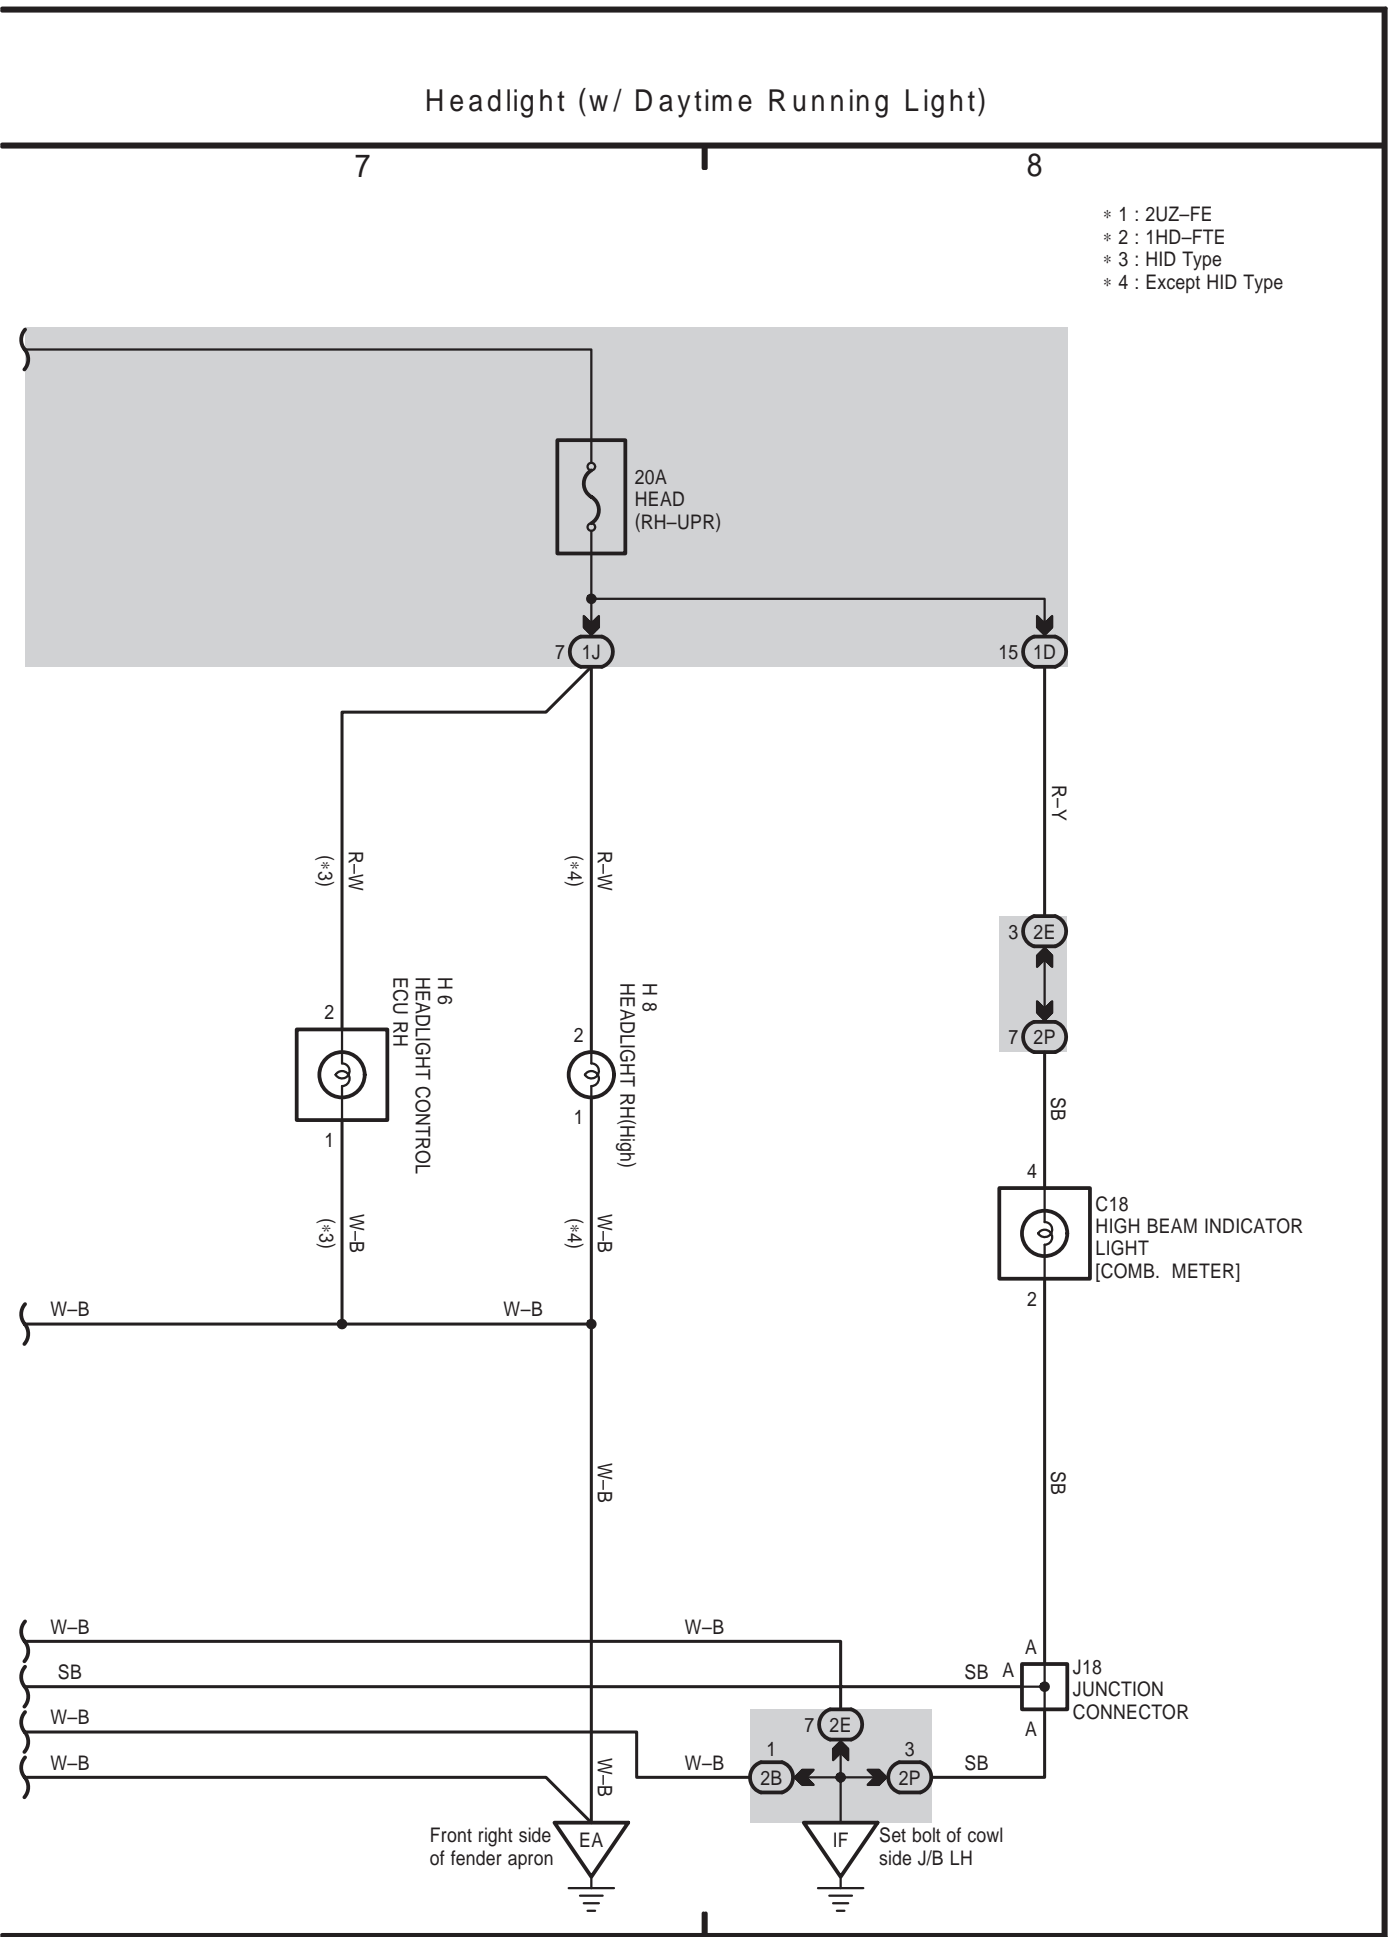 Headlight (w/ Daytime Running Light)
7
8
* 1 : 2UZ–FE
* 2 : 1HD–FTE
* 3 : HID Type
* 4 : Except HID Type
20A
HEAD
(RH–UPR)
7 1J
15 1D
R–Y
R–W
(*3)
R–W
(*4)
3 2E
7 2P
H 6
HEADLIGHT CONTROL
ECU RH
2
1
H 8
HEADLIGHT RH(High)
2
1
SB
4
C18
HIGH BEAM INDICATOR
LIGHT
[COMB. METER]
2
W–B
(*3)
W–B
(*4)
W–B
W–B
W–B
SB
W–B
W–B
A
SB
SB A
J18
JUNCTION
CONNECTOR
A
W–B
7 2E
W–B
W–B
W–B
1
2B
3
2P
SB
Front right side
of fender apron
EA
IF
Set bolt of cowl
side J/B LH